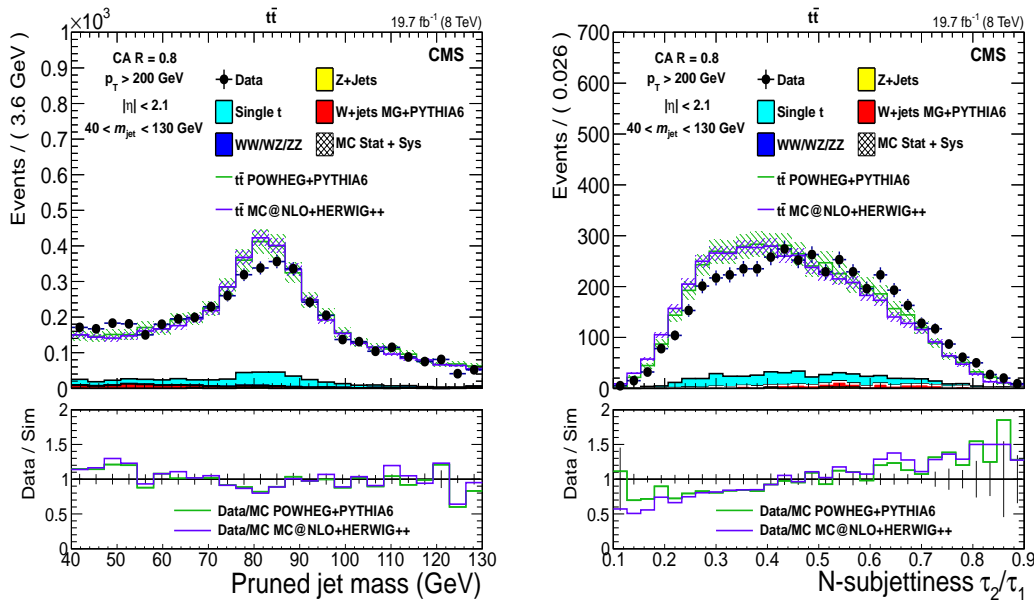 ×10³ tt̄ 19.7 fb⁻¹ (8 TeV)
Events / ( 3.6 GeV )
1
0.9
0.8
0.7
0.6
0.5
0.4
0.3
0.2
0.1
0
CA R = 0.8
p_T > 200 GeV
|η| < 2.1
40 < m_jet < 130 GeV
CMS
Data
Z+Jets
Single t
W+jets MG+PYTHIA6
WW/WZ/ZZ
MC Stat + Sys
tt̄ POWHEG+PYTHIA6
tt̄ MC@NLO+HERWIG++
Data / Sim
2
1.5
1
0.5
0
Data/MC POWHEG+PYTHIA6
Data/MC MC@NLO+HERWIG++
40 50 60 70 80 90 100 110 120 130
Pruned jet mass (GeV)
tt̄ 19.7 fb⁻¹ (8 TeV)
Events / ( 0.026 )
700
600
500
400
300
200
100
0
CA R = 0.8
p_T > 200 GeV
|η| < 2.1
40 < m_jet < 130 GeV
CMS
Data
Z+Jets
Single t
W+jets MG+PYTHIA6
WW/WZ/ZZ
MC Stat + Sys
tt̄ POWHEG+PYTHIA6
tt̄ MC@NLO+HERWIG++
Data / Sim
2
1.5
1
0.5
0
Data/MC POWHEG+PYTHIA6
Data/MC MC@NLO+HERWIG++
0.1 0.2 0.3 0.4 0.5 0.6 0.7 0.8 0.9
N-subjettiness τ₂/τ₁